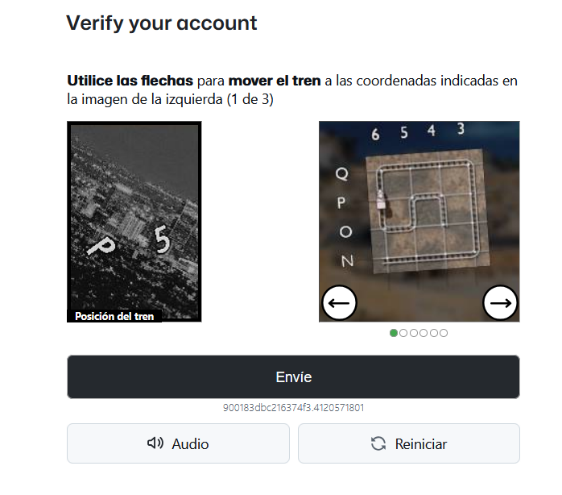 Verify your account
Utilice las flechas para mover el tren a las coordenadas indicadas en
la imagen de la izquierda (1 de 3)
P 5
Posición del tren
6 5 4 3
Q
P
O
N
Envíe
900183dbc216374f3.4120571801
Audio
Reiniciar